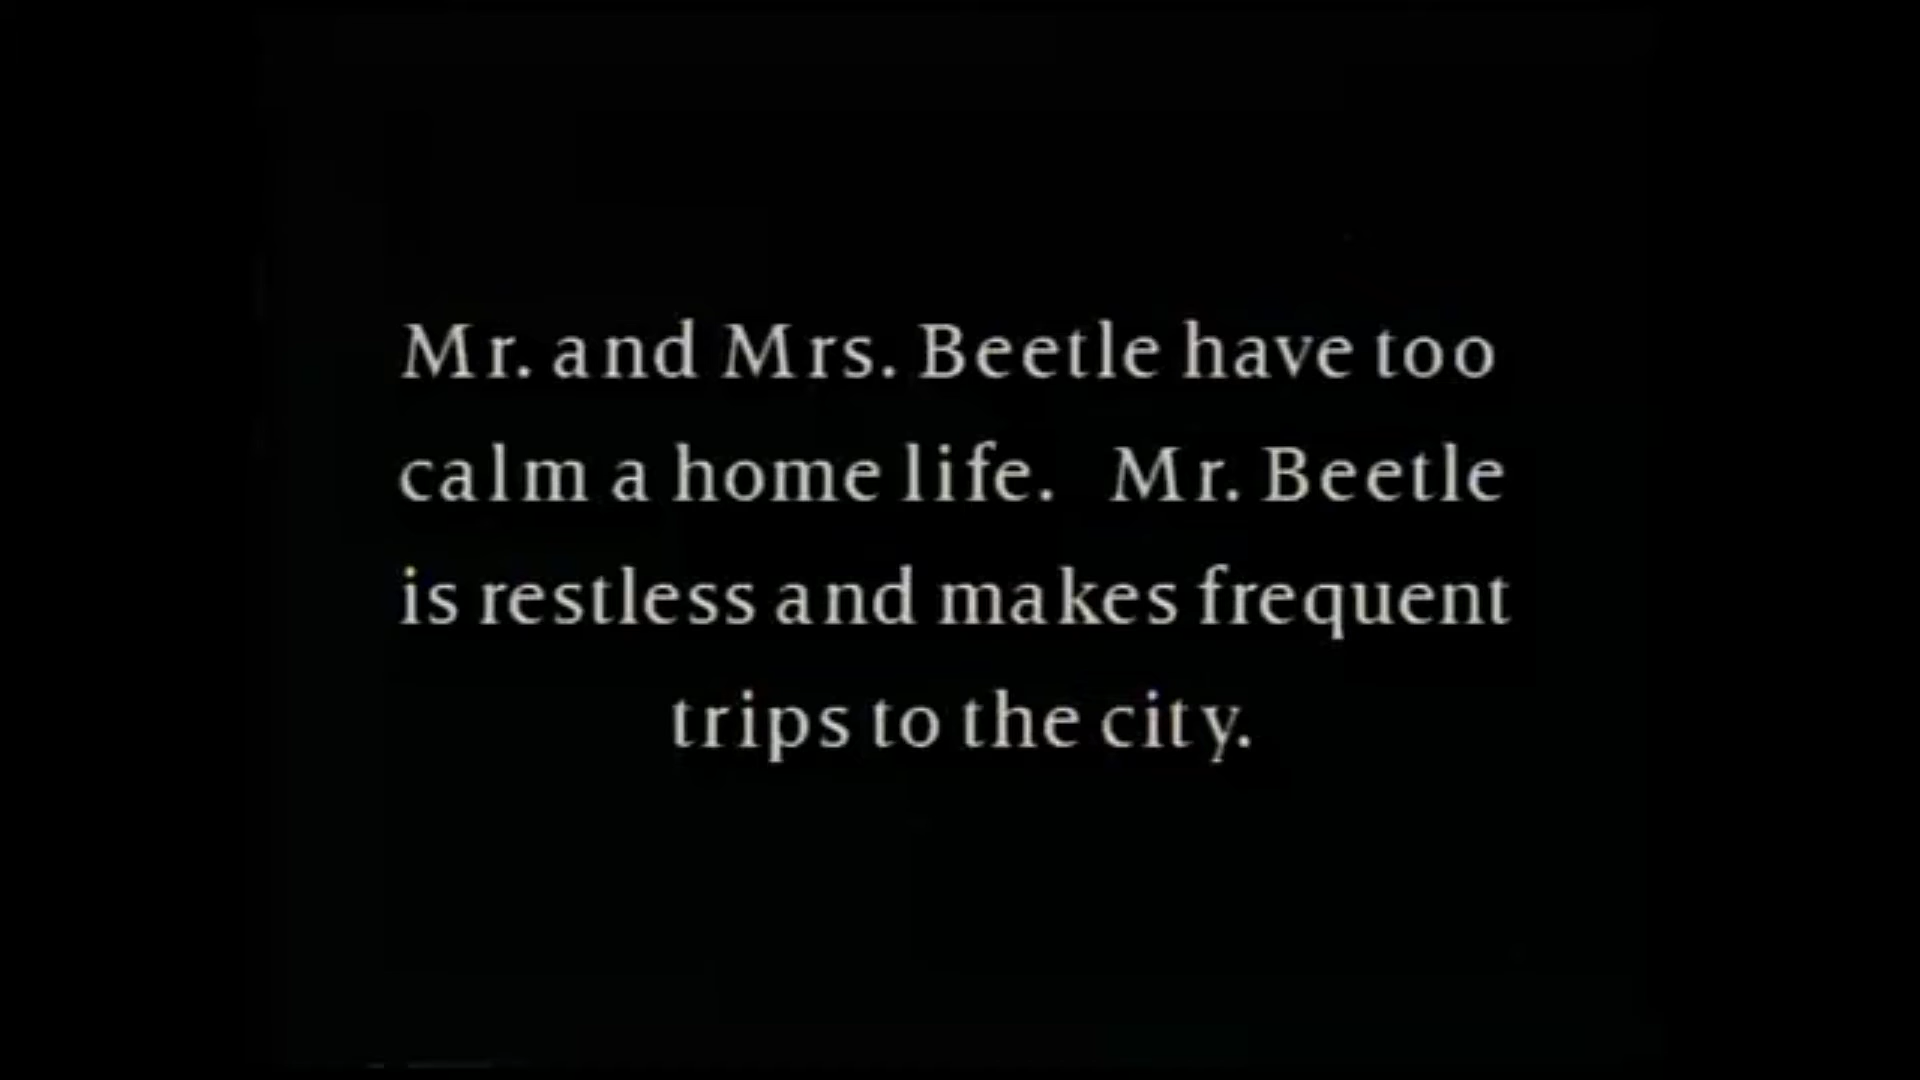 Mr. and Mrs. Beetle have too
calm a home life. Mr. Beetle
is restless and makes frequent
trips to the city.